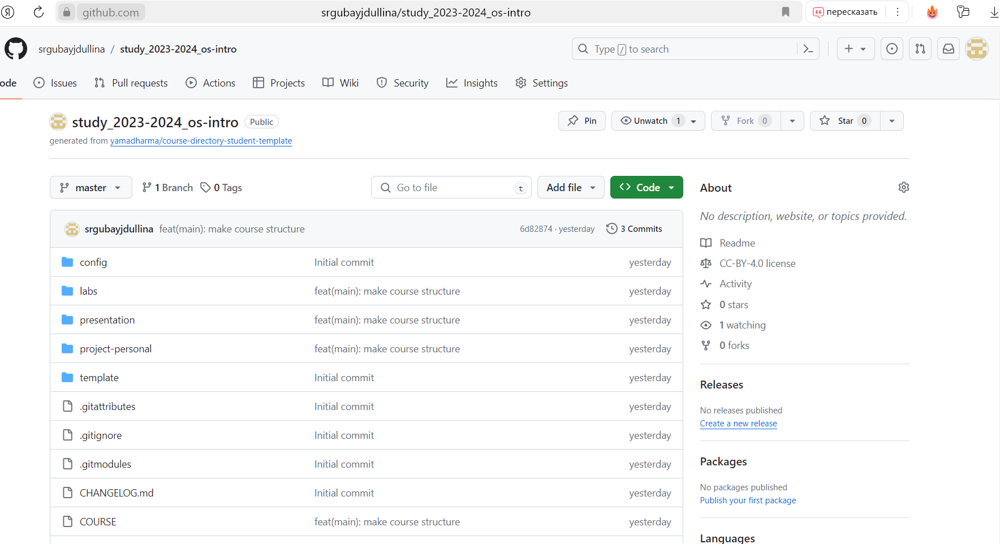 Я github.com srgubayjdullina/study_2023-2024_os-intro пересказать
srgubayjdullina / study_2023-2024_os-intro Type / to search
ode Issues Pull requests Actions Projects Wiki Security Insights Settings
study_2023-2024_os-intro Public Pin Unwatch 1 Fork 0 Star 0
generated from yamadharma/course-directory-student-template
master 1 Branch 0 Tags Go to file t Add file Code About
No description, website, or topics provided.
srgubayjdullina feat(main): make course structure 6d82874 · yesterday 3 Commits
Readme
config Initial commit yesterday
CC-BY-4.0 license
Activity
labs feat(main): make course structure yesterday
0 stars
presentation feat(main): make course structure yesterday
1 watching
0 forks
project-personal feat(main): make course structure yesterday
template Initial commit yesterday
Releases
.gitattributes Initial commit yesterday
No releases published
Create a new release
.gitignore Initial commit yesterday
.gitmodules Initial commit yesterday
Packages
No packages published
CHANGELOG.md Initial commit yesterday
Publish your first package
COURSE feat(main): make course structure yesterday
Languages